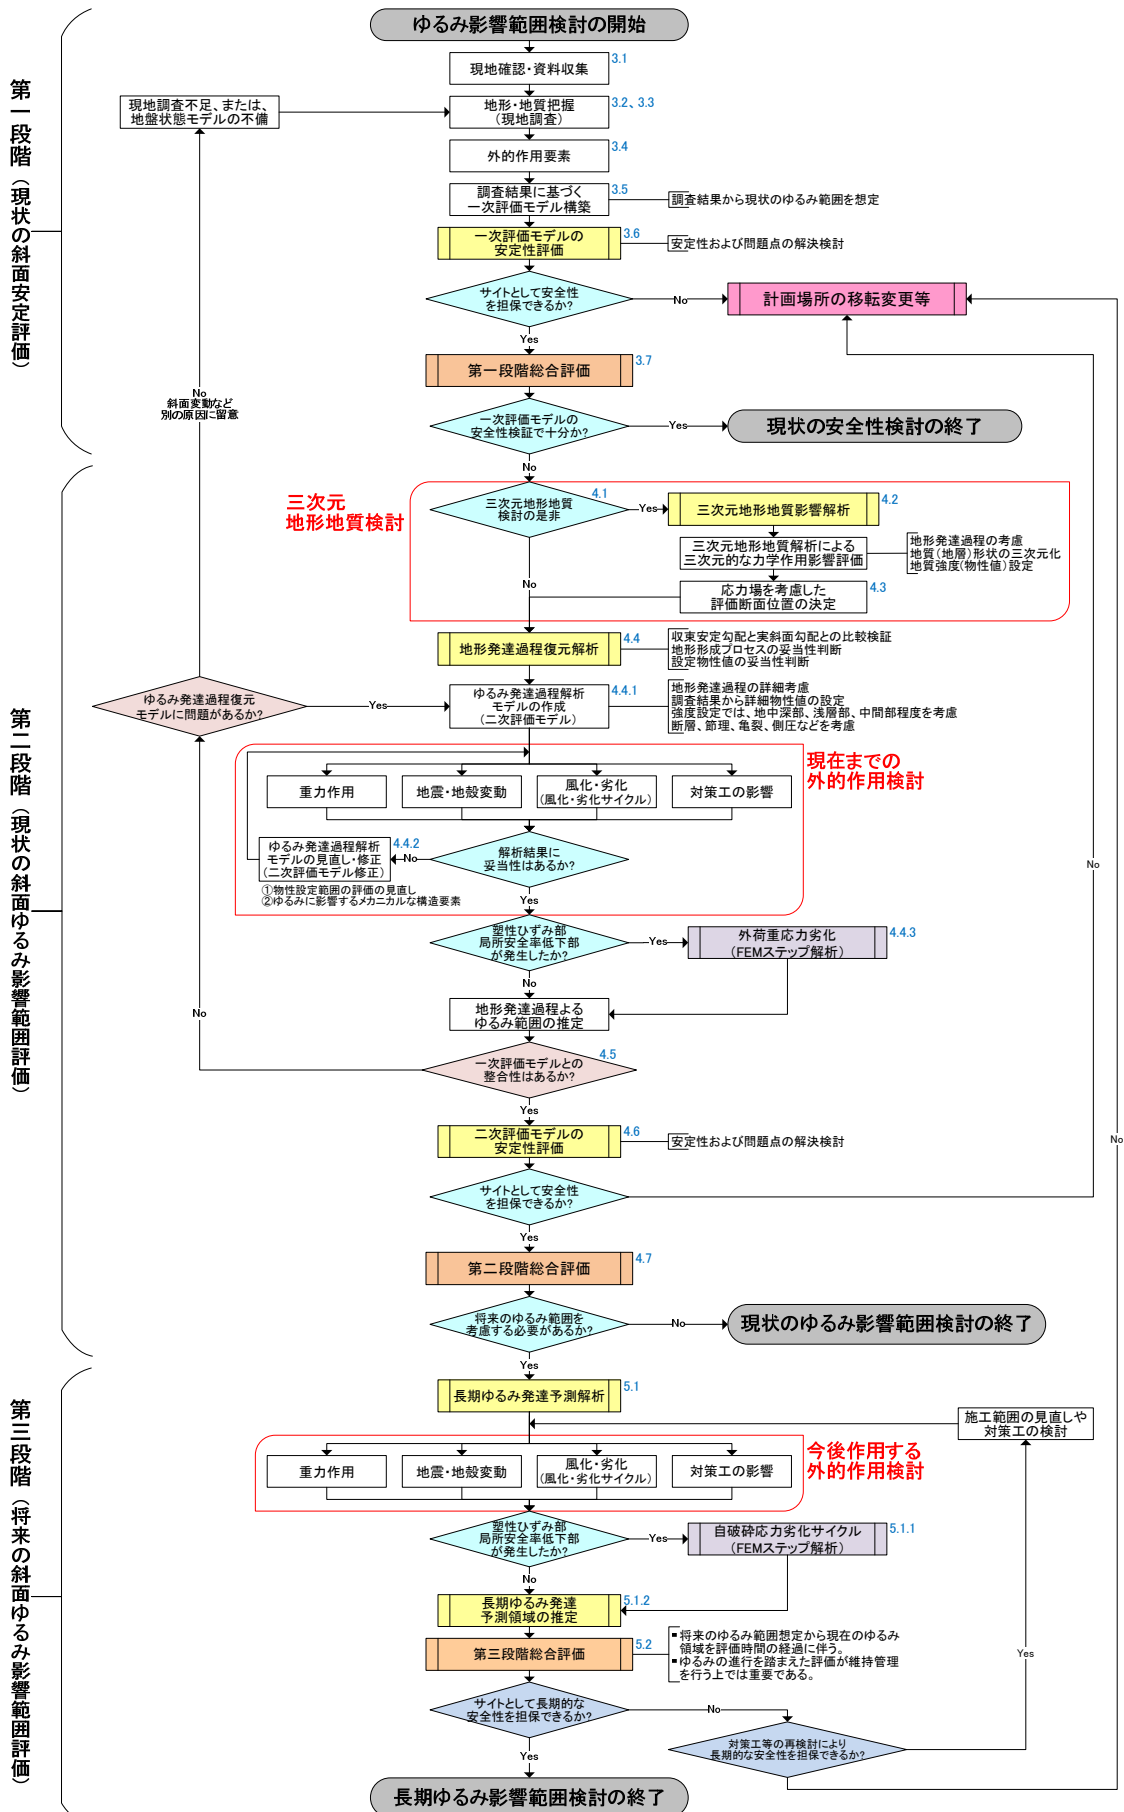 ゆるみ影響範囲検討の開始
第一段階（現状の斜面安定評価）
現地確認・資料収集
3.1
現地調査不足、または、
地盤状態モデルの不備
地形・地質把握
（現地調査）
3.2、3.3
外的作用要素
3.4
調査結果に基づく
一次評価モデル構築
3.5
調査結果から現状のゆるみ範囲を想定
一次評価モデルの
安定性評価
3.6
安定性および問題点の解決検討
サイトとして安全性
を担保できるか?
No
計画場所の移転変更等
Yes
第一段階総合評価
3.7
No
斜面変動など
別の原因に留意
一次評価モデルの
安全性検証で十分か?
Yes
現状の安全性検討の終了
No
第二段階（現状の斜面ゆるみ影響範囲評価）
三次元
地形地質検討
三次元地形地質
検討の是非
4.1
Yes
三次元地形地質影響解析
4.2
三次元地形地質解析による
三次元的な力学作用影響評価
地形発達過程の考慮
地質（地層）形状の三次元化
地質強度(物性値)設定
No
応力場を考慮した
評価断面位置の決定
4.3
地形発達過程復元解析
4.4
収束安定勾配と実斜面勾配との比較検証
地形形成プロセスの妥当性判断
設定物性値の妥当性判断
ゆるみ発達過程復元
モデルに問題があるか?
Yes
ゆるみ発達過程解析
モデルの作成
（二次評価モデル）
4.4.1
地形発達過程の詳細考慮
調査結果から詳細物性値の設定
強度設定では、地中深部、浅層部、中間部程度を考慮
断層、節理、亀裂、側圧などを考慮
現在までの
外的作用検討
重力作用
地震・地殻変動
風化・劣化
（風化・劣化サイクル）
対策工の影響
ゆるみ発達過程解析
モデルの見直し・修正
（二次評価モデル修正）
4.4.2
No
解析結果に
妥当性はあるか?
①物性設定範囲の評価の見直し
②ゆるみに影響するメカニカルな構造要素
Yes
No
塑性ひずみ部
局所安全率低下部
が発生したか?
Yes
外荷重応力劣化
（FEMステップ解析）
4.4.3
No
地形発達過程よる
ゆるみ範囲の推定
No
一次評価モデルとの
整合性はあるか?
4.5
Yes
二次評価モデルの
安定性評価
4.6
安定性および問題点の解決検討
No
サイトとして安全性
を担保できるか?
Yes
第二段階総合評価
4.7
将来のゆるみ範囲を
考慮する必要があるか?
No
現状のゆるみ影響範囲検討の終了
Yes
第三段階（将来の斜面ゆるみ影響範囲評価）
長期ゆるみ発達予測解析
5.1
施工範囲の見直しや
対策工の検討
今後作用する
外的作用検討
重力作用
地震・地殻変動
風化・劣化
（風化・劣化サイクル）
対策工の影響
塑性ひずみ部
局所安全率低下部
が発生したか?
Yes
自破砕応力劣化サイクル
（FEMステップ解析）
5.1.1
No
長期ゆるみ発達
予測領域の推定
5.1.2
第三段階総合評価
5.2
▪将来のゆるみ範囲想定から現在のゆるみ
領域を評価時間の経過に伴う。
▪ゆるみの進行を踏まえた評価が維持管理
を行う上では重要である。
Yes
サイトとして長期的な
安全性を担保できるか?
No
対策工等の再検討により
長期的な安全性を担保できるか?
Yes
長期ゆるみ影響範囲検討の終了